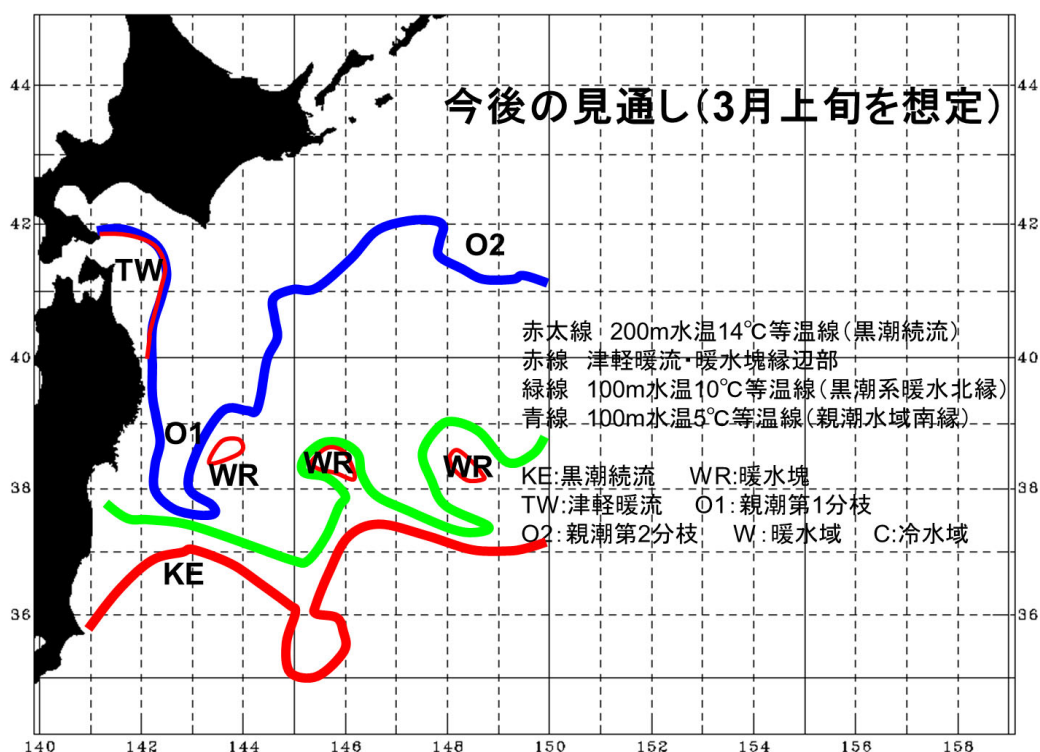 44
44
今後の見通し(3月上旬を想定)
42
42
O2
TW
赤太線 200m水温14℃等温線(黒潮続流)
赤線 津軽暖流・暖水塊縁辺部
緑線 100m水温10℃等温線(黒潮系暖水北縁)
青線 100m水温5℃等温線(親潮水域南縁)
40
40
O1
WR
WR
WR
KE:黒潮続流 WR:暖水塊
TW:津軽暖流 O1:親潮第1分枝
O2:親潮第2分枝 W:暖水域 C:冷水域
38
38
KE
36
36
140 142 144 146 148 150 152 154 156 158